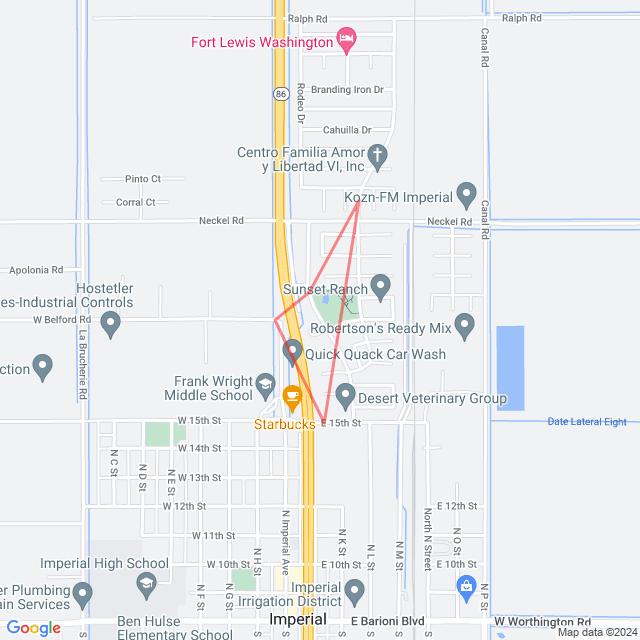 Ralph Rd
Ralph Rd
Fort Lewis Washington
Canal Rd
86
Rodeo Dr
Branding Iron Dr
Cahuilla Dr
Centro Familia Amor
y Libertad VI, Inc
Pinto Ct
Kozn-FM Imperial
Corral Ct
Neckel Rd
Neckel Rd
Canal Rd
Apolonia Rd
Hostetler
es-Industrial Controls
Sunset Ranch
W Belford Rd
Robertson's Ready Mix
La Brucherie Rd
Quick Quack Car Wash
ction
Frank Wright
Middle School
Desert Veterinary Group
Starbucks
W 15th St
E 15th St
Date Lateral Eight
W 14th St
N C St
N D St
N E St
W 13th St
W 12th St
E 12th St
N Imperial Ave
W 11th St
N K St
N L St
N M St
North N Street
N O St
Imperial High School
W 10th St
E 10th St
E 10th St
N F St
N G St
N H St
N P St
er Plumbing
ain Services
Imperial
Irrigation District
Ben Hulse
Elementary School
Imperial
E Barioni Blvd
W Worthington Rd
Google
Map data ©2024